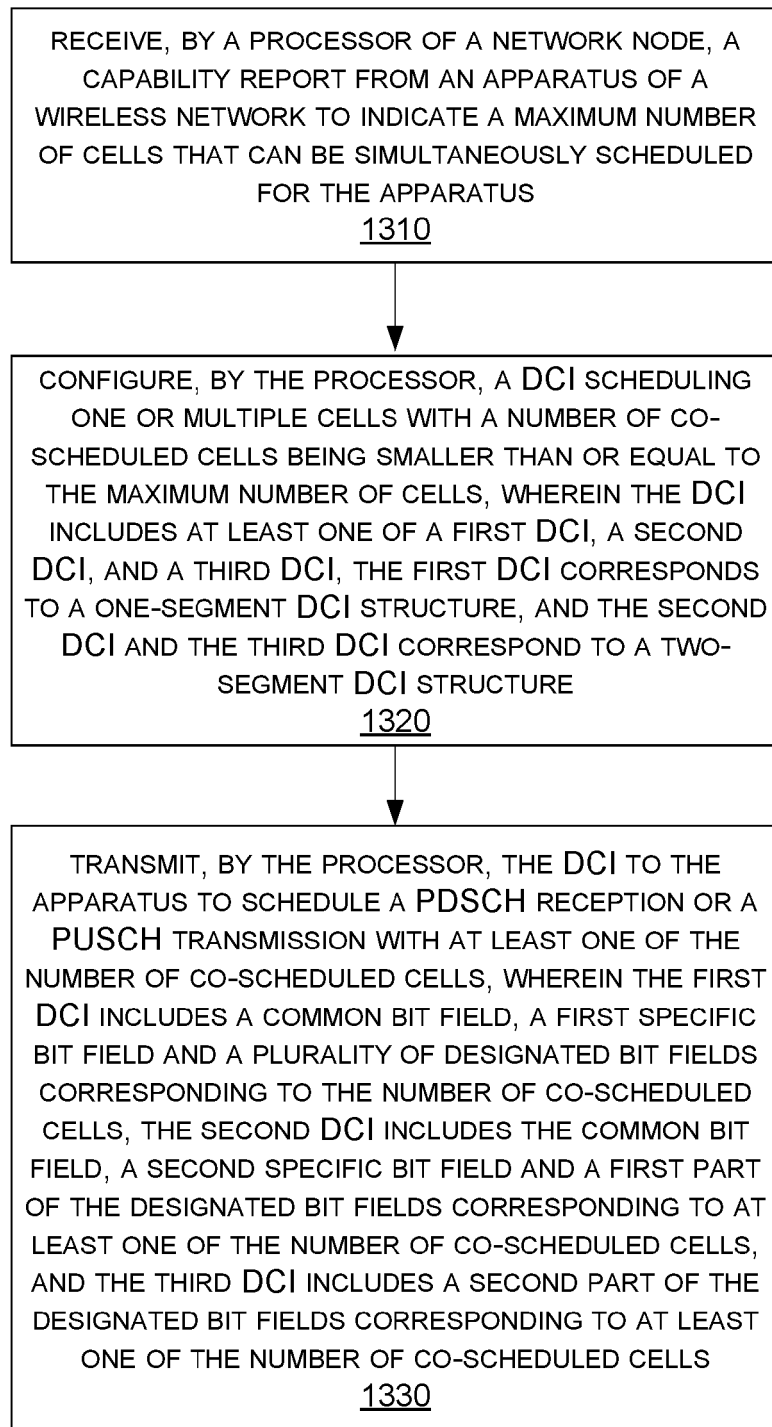 RECEIVE, BY A PROCESSOR OF A NETWORK NODE, A
CAPABILITY REPORT FROM AN APPARATUS OF A
WIRELESS NETWORK TO INDICATE A MAXIMUM NUMBER
OF CELLS THAT CAN BE SIMULTANEOUSLY SCHEDULED
FOR THE APPARATUS
1310
CONFIGURE, BY THE PROCESSOR, A DCI SCHEDULING
ONE OR MULTIPLE CELLS WITH A NUMBER OF CO-
SCHEDULED CELLS BEING SMALLER THAN OR EQUAL TO
THE MAXIMUM NUMBER OF CELLS, WHEREIN THE DCI
INCLUDES AT LEAST ONE OF A FIRST DCI, A SECOND
DCI, AND A THIRD DCI, THE FIRST DCI CORRESPONDS
TO A ONE-SEGMENT DCI STRUCTURE, AND THE SECOND
DCI AND THE THIRD DCI CORRESPOND TO A TWO-
SEGMENT DCI STRUCTURE
1320
TRANSMIT, BY THE PROCESSOR, THE DCI TO THE
APPARATUS TO SCHEDULE A PDSCH RECEPTION OR A
PUSCH TRANSMISSION WITH AT LEAST ONE OF THE
NUMBER OF CO-SCHEDULED CELLS, WHEREIN THE FIRST
DCI INCLUDES A COMMON BIT FIELD, A FIRST SPECIFIC
BIT FIELD AND A PLURALITY OF DESIGNATED BIT FIELDS
CORRESPONDING TO THE NUMBER OF CO-SCHEDULED
CELLS, THE SECOND DCI INCLUDES THE COMMON BIT
FIELD, A SECOND SPECIFIC BIT FIELD AND A FIRST PART
OF THE DESIGNATED BIT FIELDS CORRESPONDING TO AT
LEAST ONE OF THE NUMBER OF CO-SCHEDULED CELLS,
AND THE THIRD DCI INCLUDES A SECOND PART OF THE
DESIGNATED BIT FIELDS CORRESPONDING TO AT LEAST
ONE OF THE NUMBER OF CO-SCHEDULED CELLS
1330